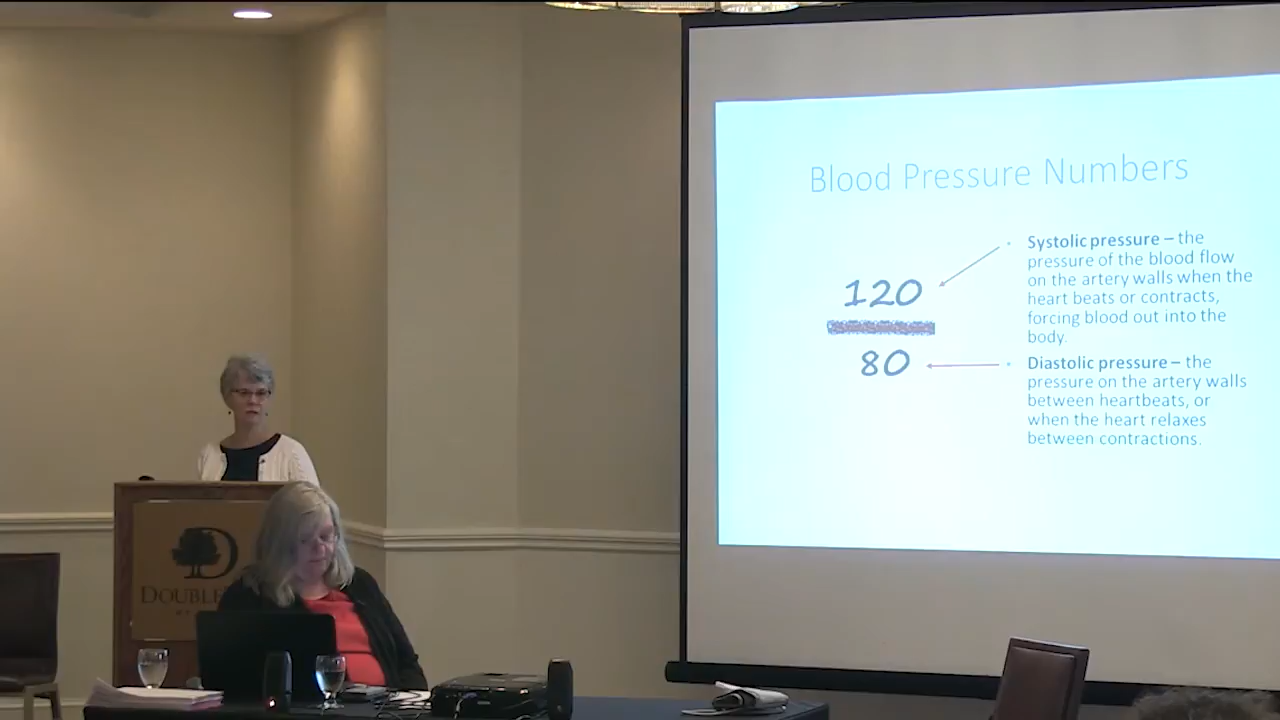 Blood Pressure Numbers
120
80
Systolic pressure – the
pressure of the blood flow
on the artery walls when the
heart beats or contracts,
forcing blood out into the
body.
Diastolic pressure – the
pressure on the artery walls
between heartbeats, or
when the heart relaxes
between contractions.
D
DOUBLE